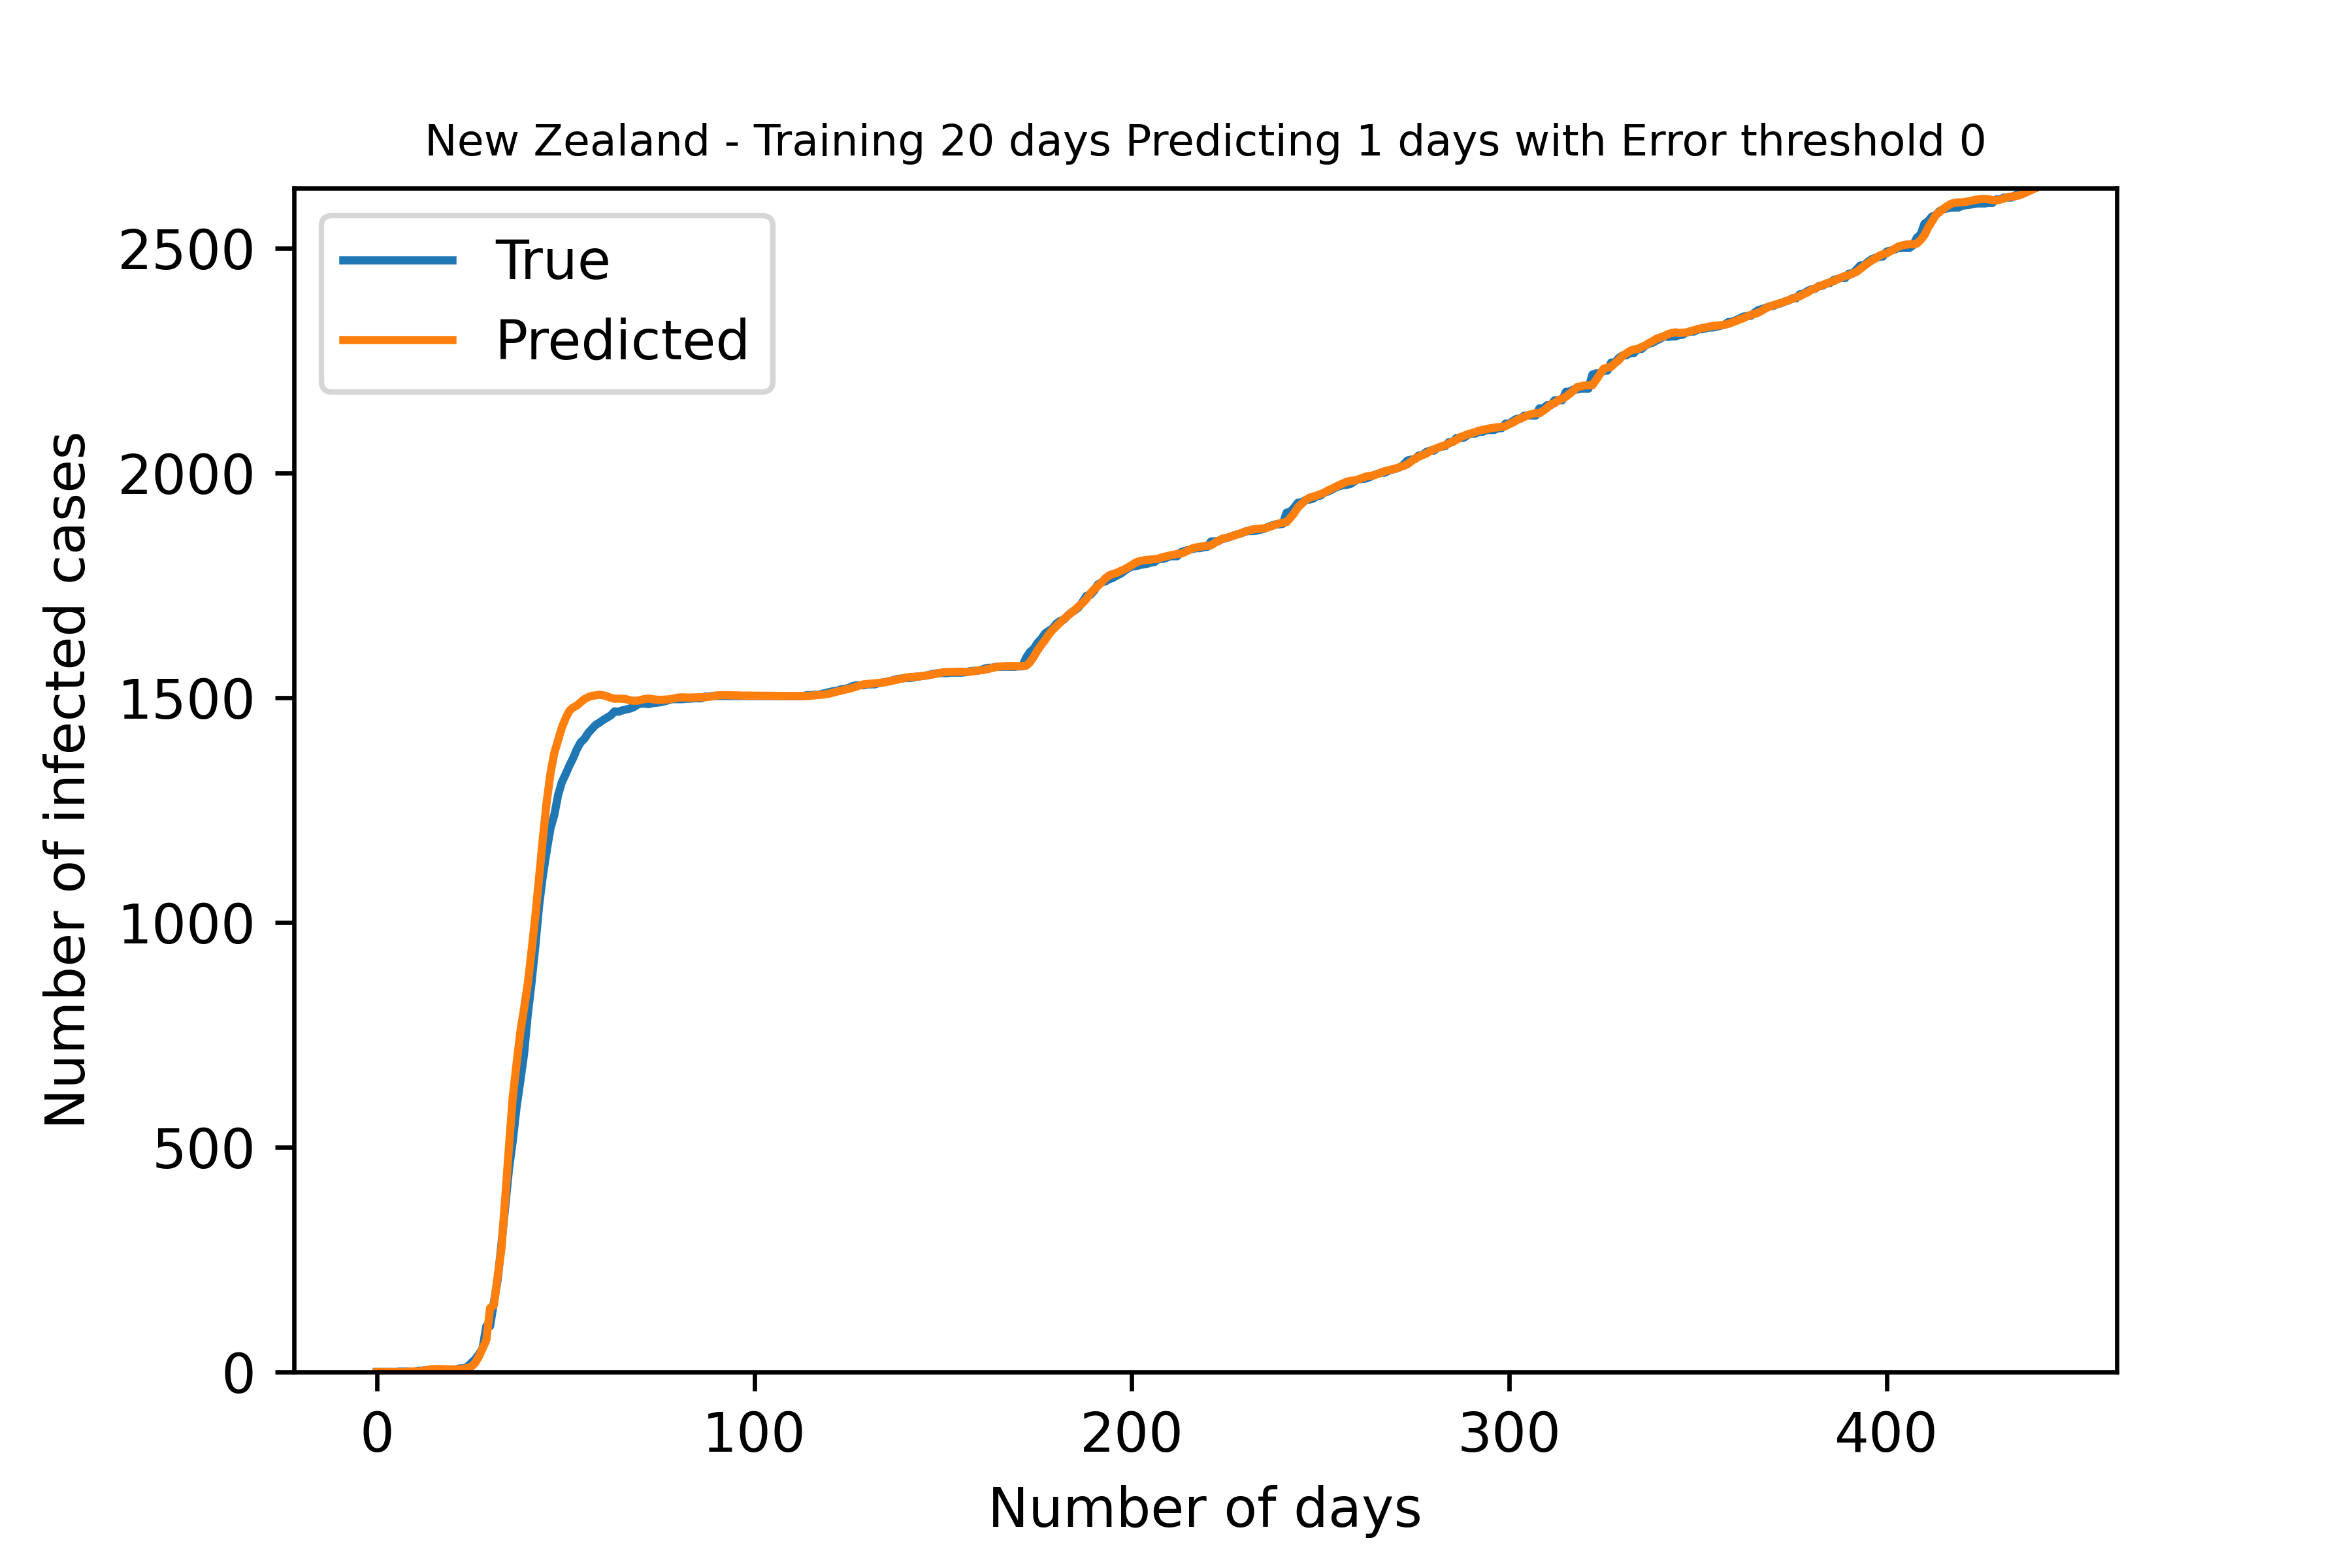 New Zealand - Training 20 days Predicting 1 days with Error threshold 0
True
Predicted
Number of infected cases
2500
2000
1500
1000
500
0
0 100 200 300 400
Number of days